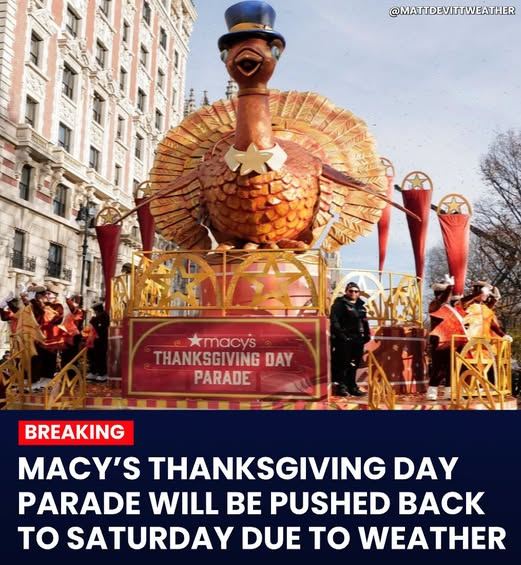 @MATTDEVITTWEATHER
★macy's
THANKSGIVING DAY
PARADE
BREAKING
MACY'S THANKSGIVING DAY
PARADE WILL BE PUSHED BACK
TO SATURDAY DUE TO WEATHER